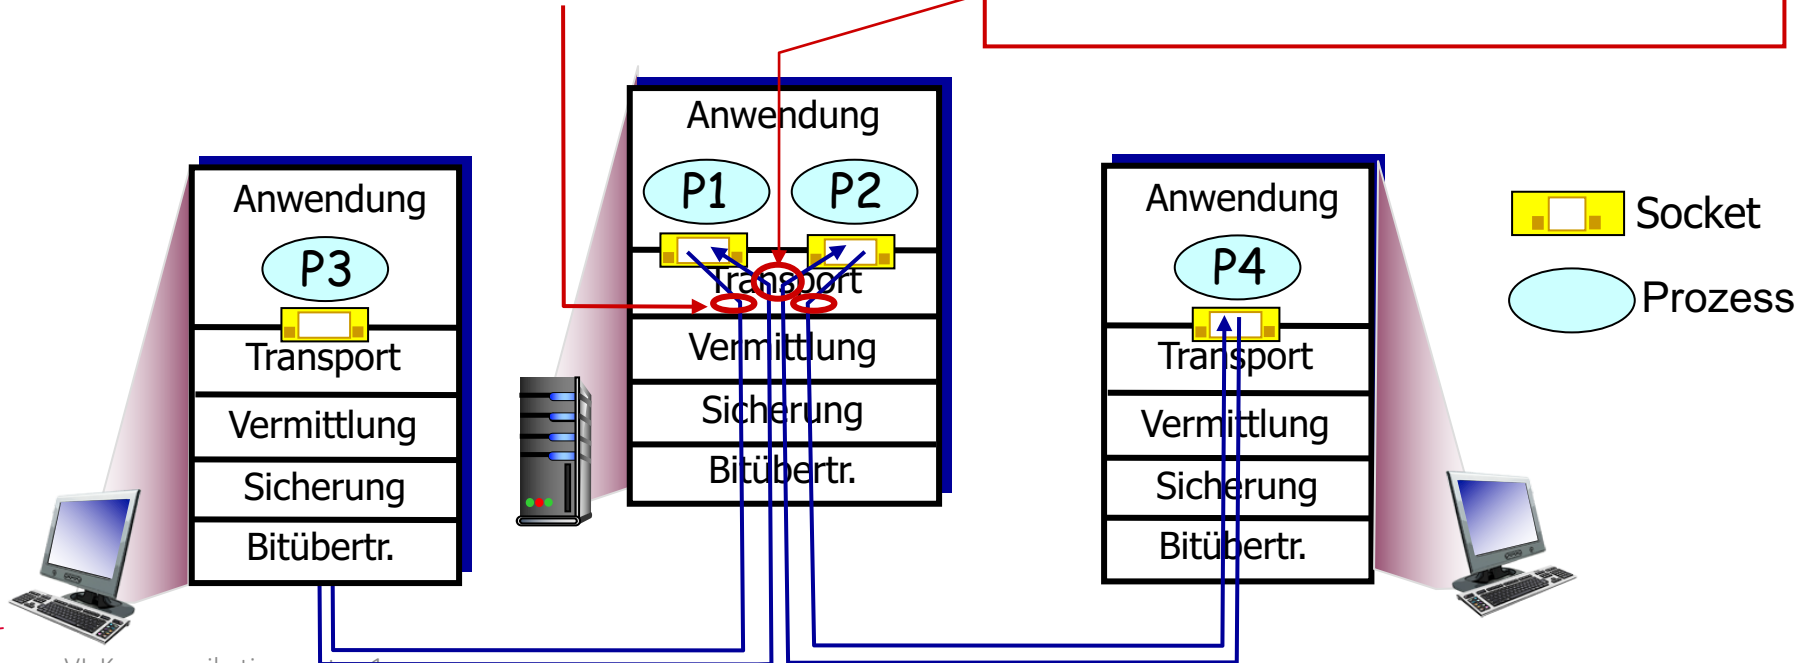 Anwendung
P1 P2
Transport
Vermittlung
Sicherung
Bitübertr.
Anwendung
P3
Transport
Vermittlung
Sicherung
Bitübertr.
Anwendung
P4
Transport
Vermittlung
Sicherung
Bitübertr.
Socket
Prozess